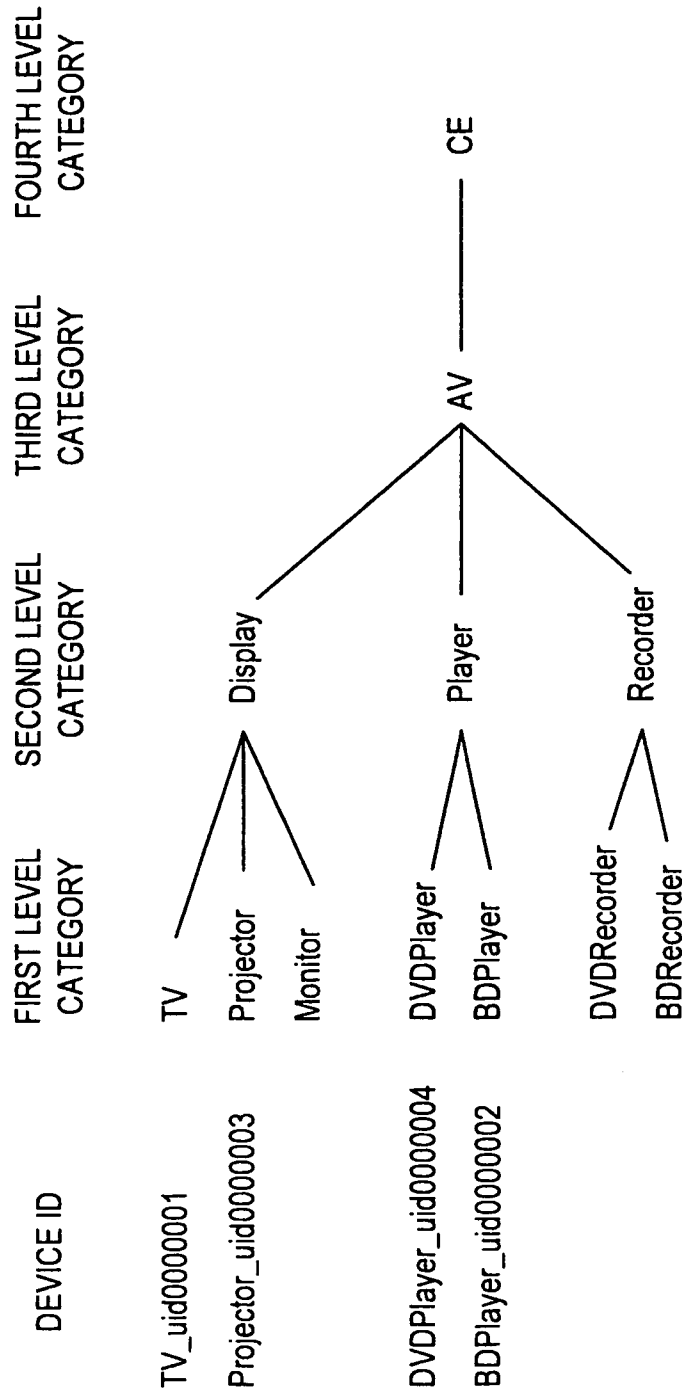 DEVICE ID
FIRST LEVEL
CATEGORY
SECOND LEVEL
CATEGORY
THIRD LEVEL
CATEGORY
FOURTH LEVEL
CATEGORY
TV_uid0000001
TV
Projector_uid0000003
Projector
Display
Monitor
DVDPlayer_uid0000004
DVDPlayer
Player
AV
CE
BDPlayer_uid0000002
BDPlayer
DVDRecorder
Recorder
BDRecorder